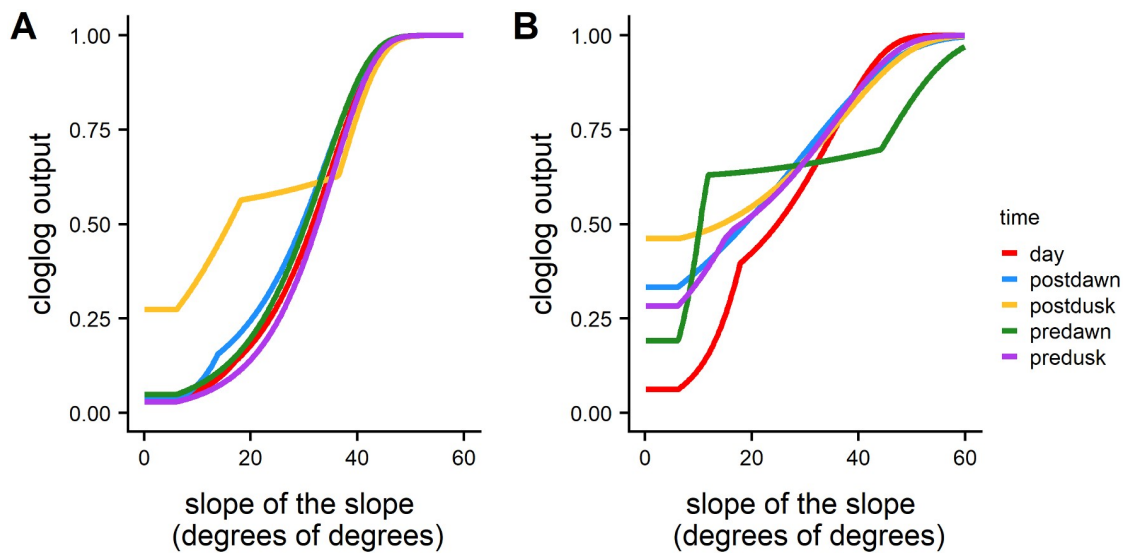 A
B
cloglog output
1.00
0.75
0.50
0.25
0.00
0 20 40 60
slope of the slope
(degrees of degrees)
cloglog output
1.00
0.75
0.50
0.25
0.00
0 20 40 60
slope of the slope
(degrees of degrees)
time
day
postdawn
postdusk
predawn
predusk